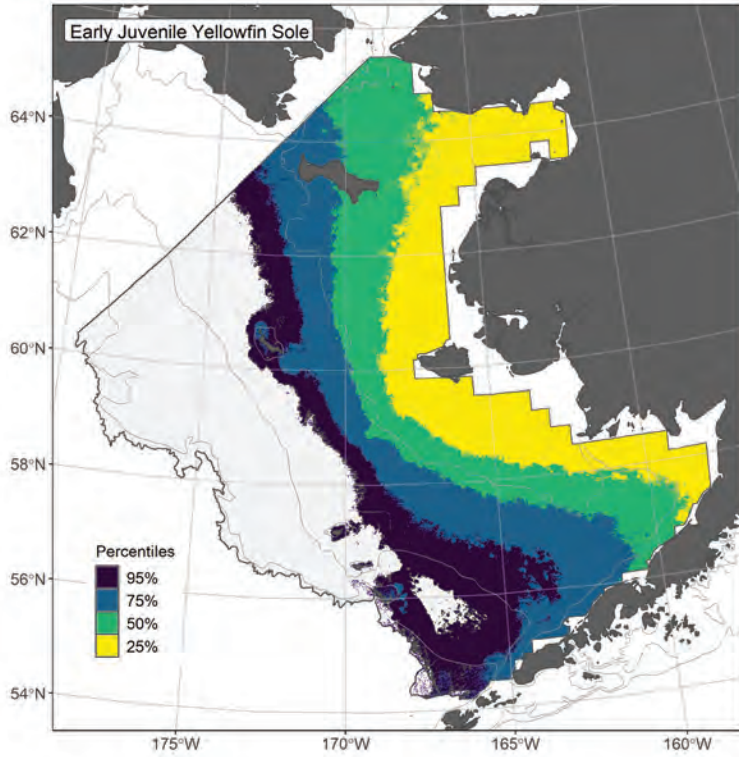 Early Juvenile Yellowfin Sole
64°N
62°N
60°N
58°N
56°N
54°N
Percentiles
95%
75%
50%
25%
175°W
170°W
165°W
160°W